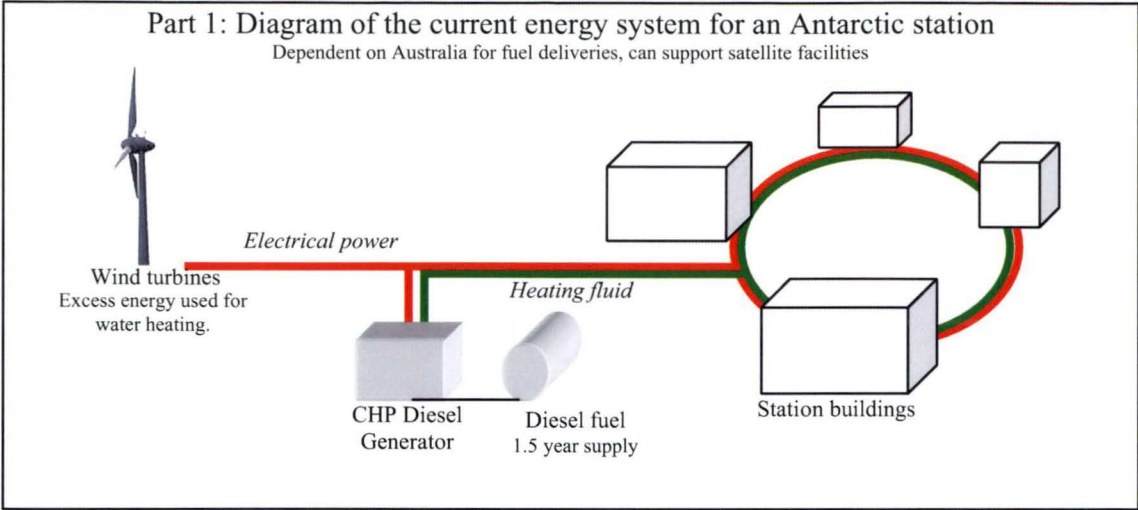 Part 1: Diagram of the current energy system for an Antarctic station
Dependent on Australia for fuel deliveries, can support satellite facilities
Electrical power
Wind turbines
Excess energy used for
water heating.
Heating fluid
CHP Diesel
Generator
Diesel fuel
1.5 year supply
Station buildings